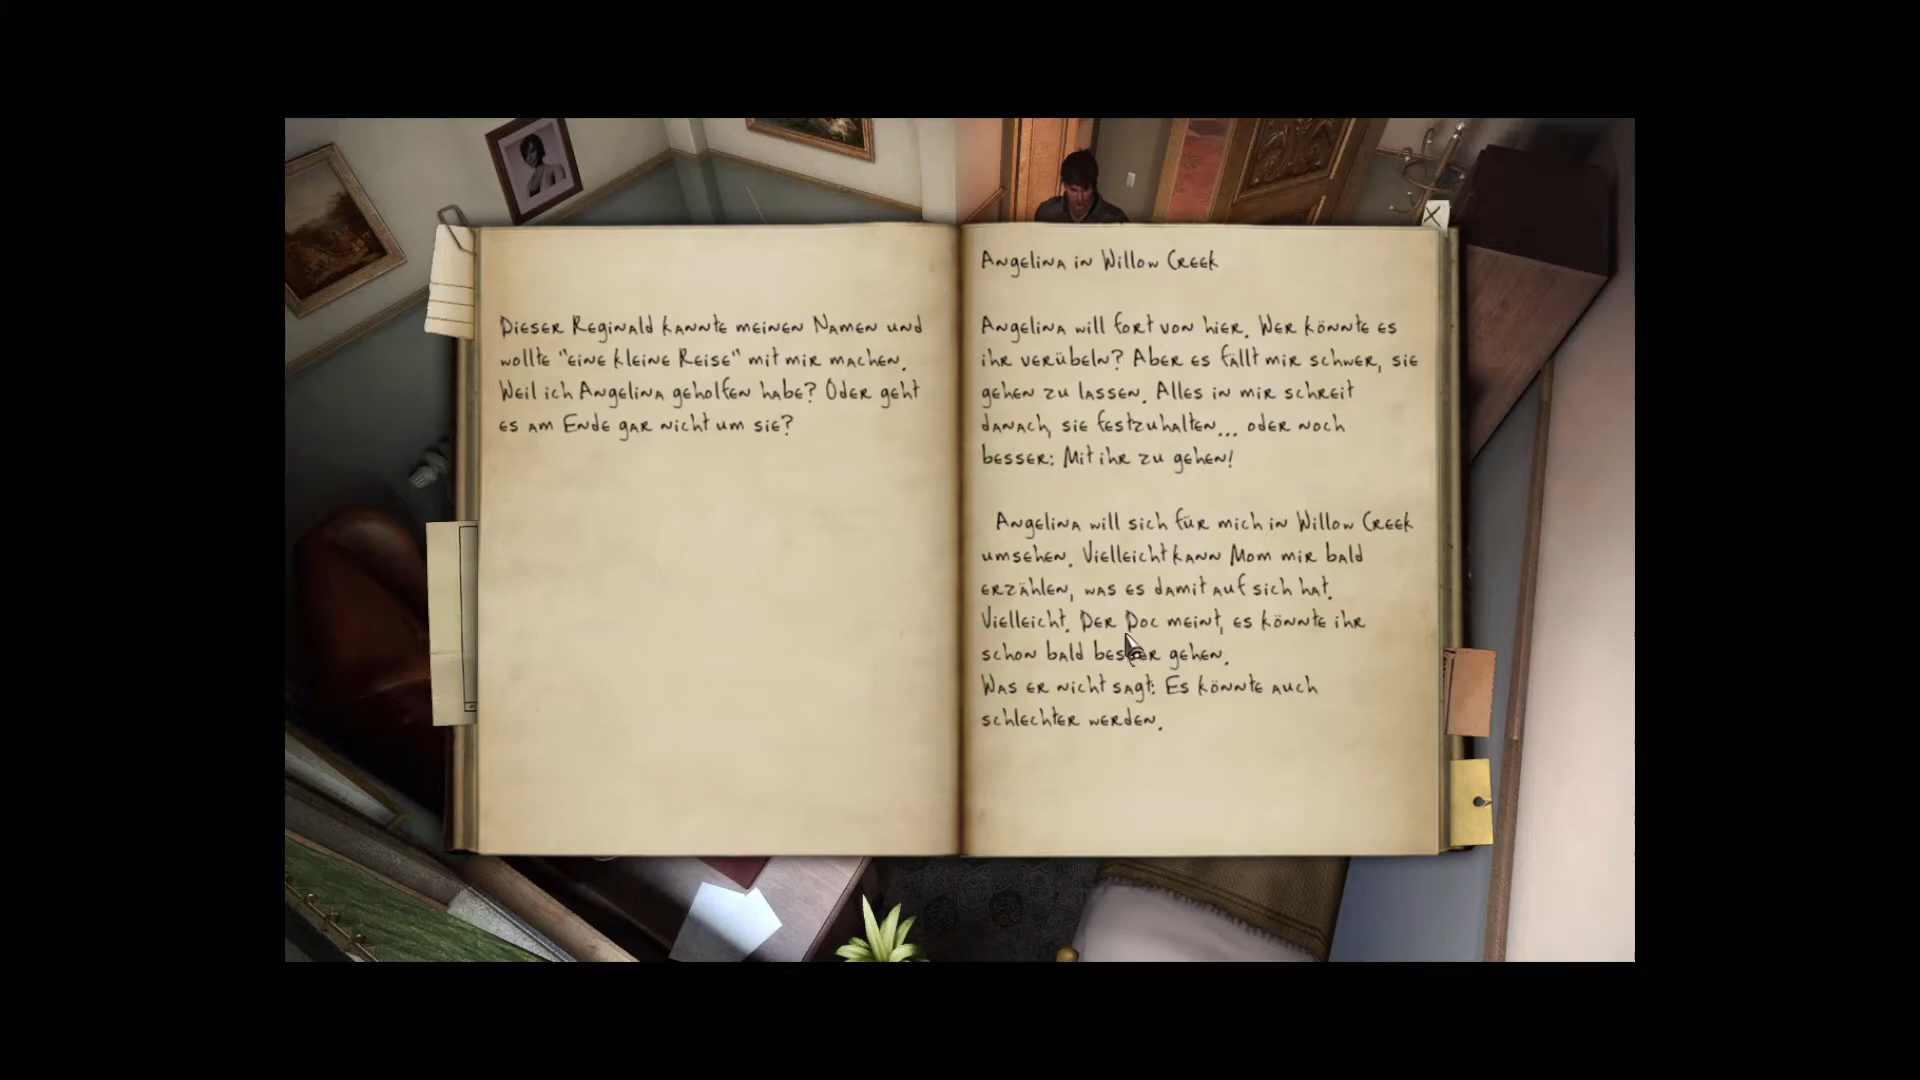 Dieser Reginald kannte meinen Namen und
wollte "eine kleine Reise" mit mir machen.
Weil ich Angelina geholfen habe? Oder geht
es am Ende gar nicht um sie?
Angelina in Willow Creek
Angelina will fort von hier. Wer könnte es
ihr verübeln? Aber es fällt mir schwer, sie
gehen zu lassen. Alles in mir schreit
danach, sie festzuhalten... oder noch
besser: Mit ihr zu gehen!
Angelina will sich für mich in Willow Creek
umsehen. Vielleicht kann Mom mir bald
erzählen, was es damit auf sich hat.
Vielleicht. Der Doc meint, es könnte ihr
schon bald besser gehen.
Was er nicht sagt: Es könnte auch
schlechter werden.